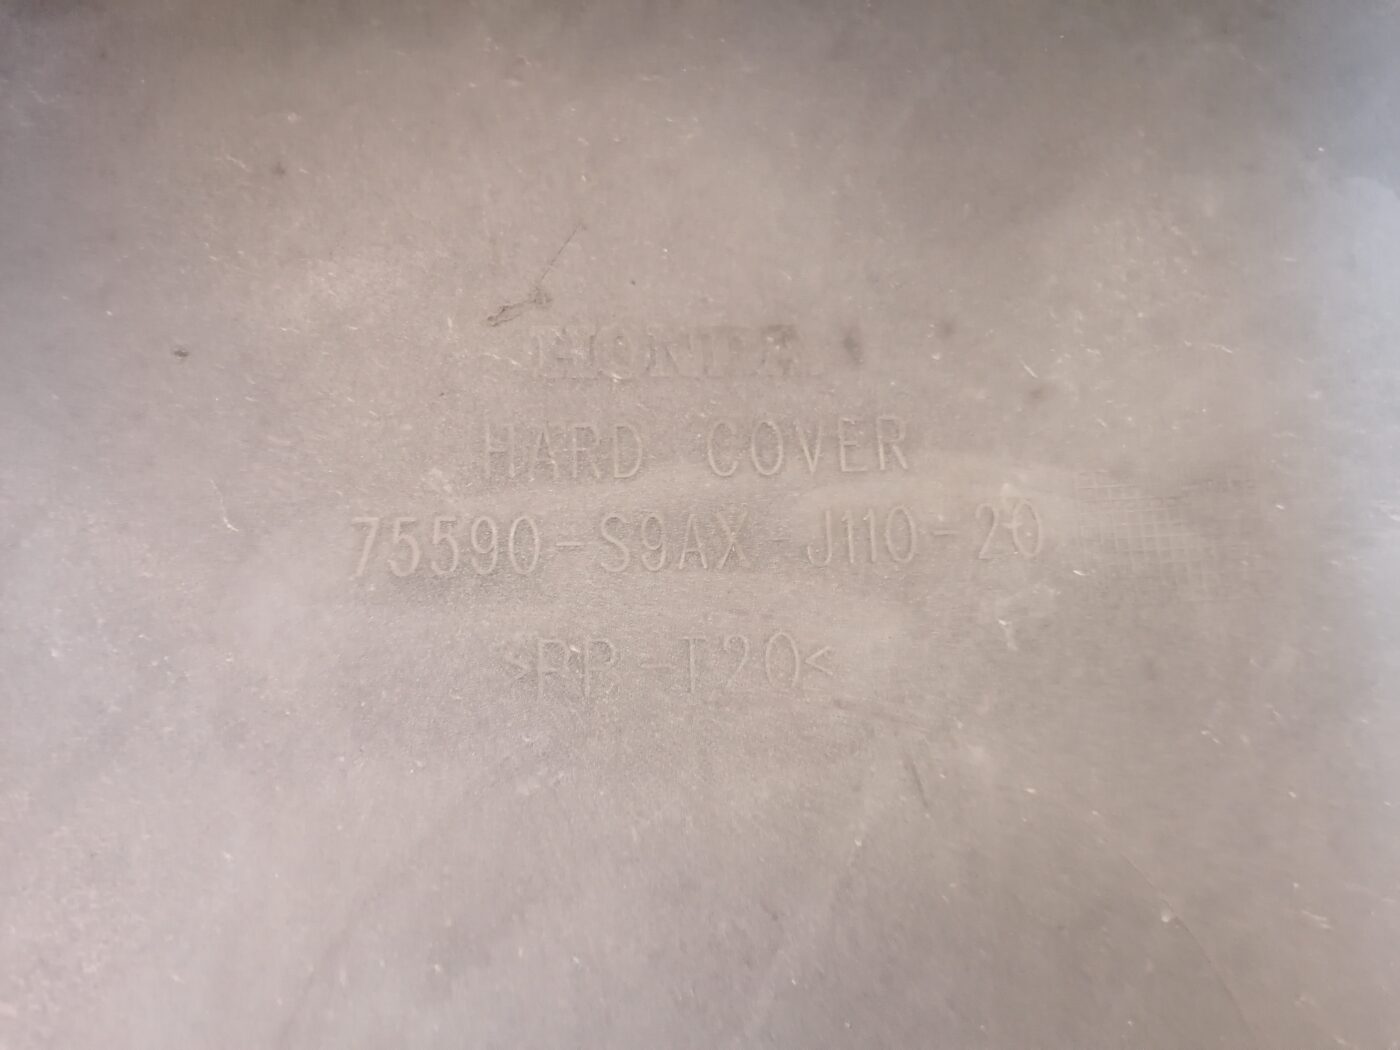 HONDA
HARD COVER
75590-S9AX-J110-20
>PP-T20<